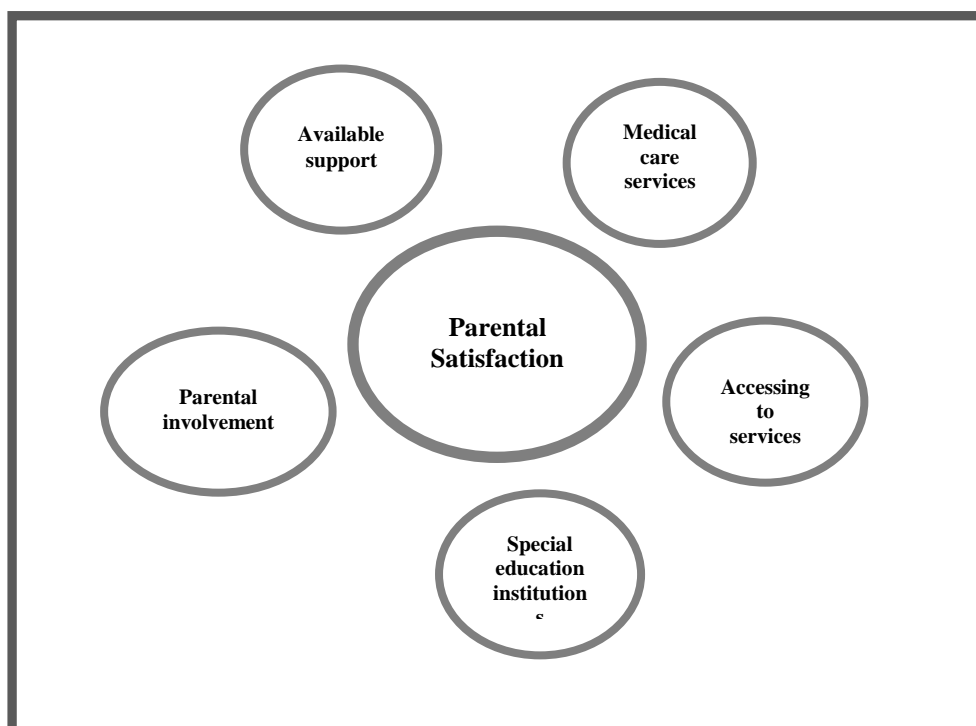 Available
support
Medical
care
services
Parental
Satisfaction
Parental
involvement
Accessing
to
services
Special
education
institution
s